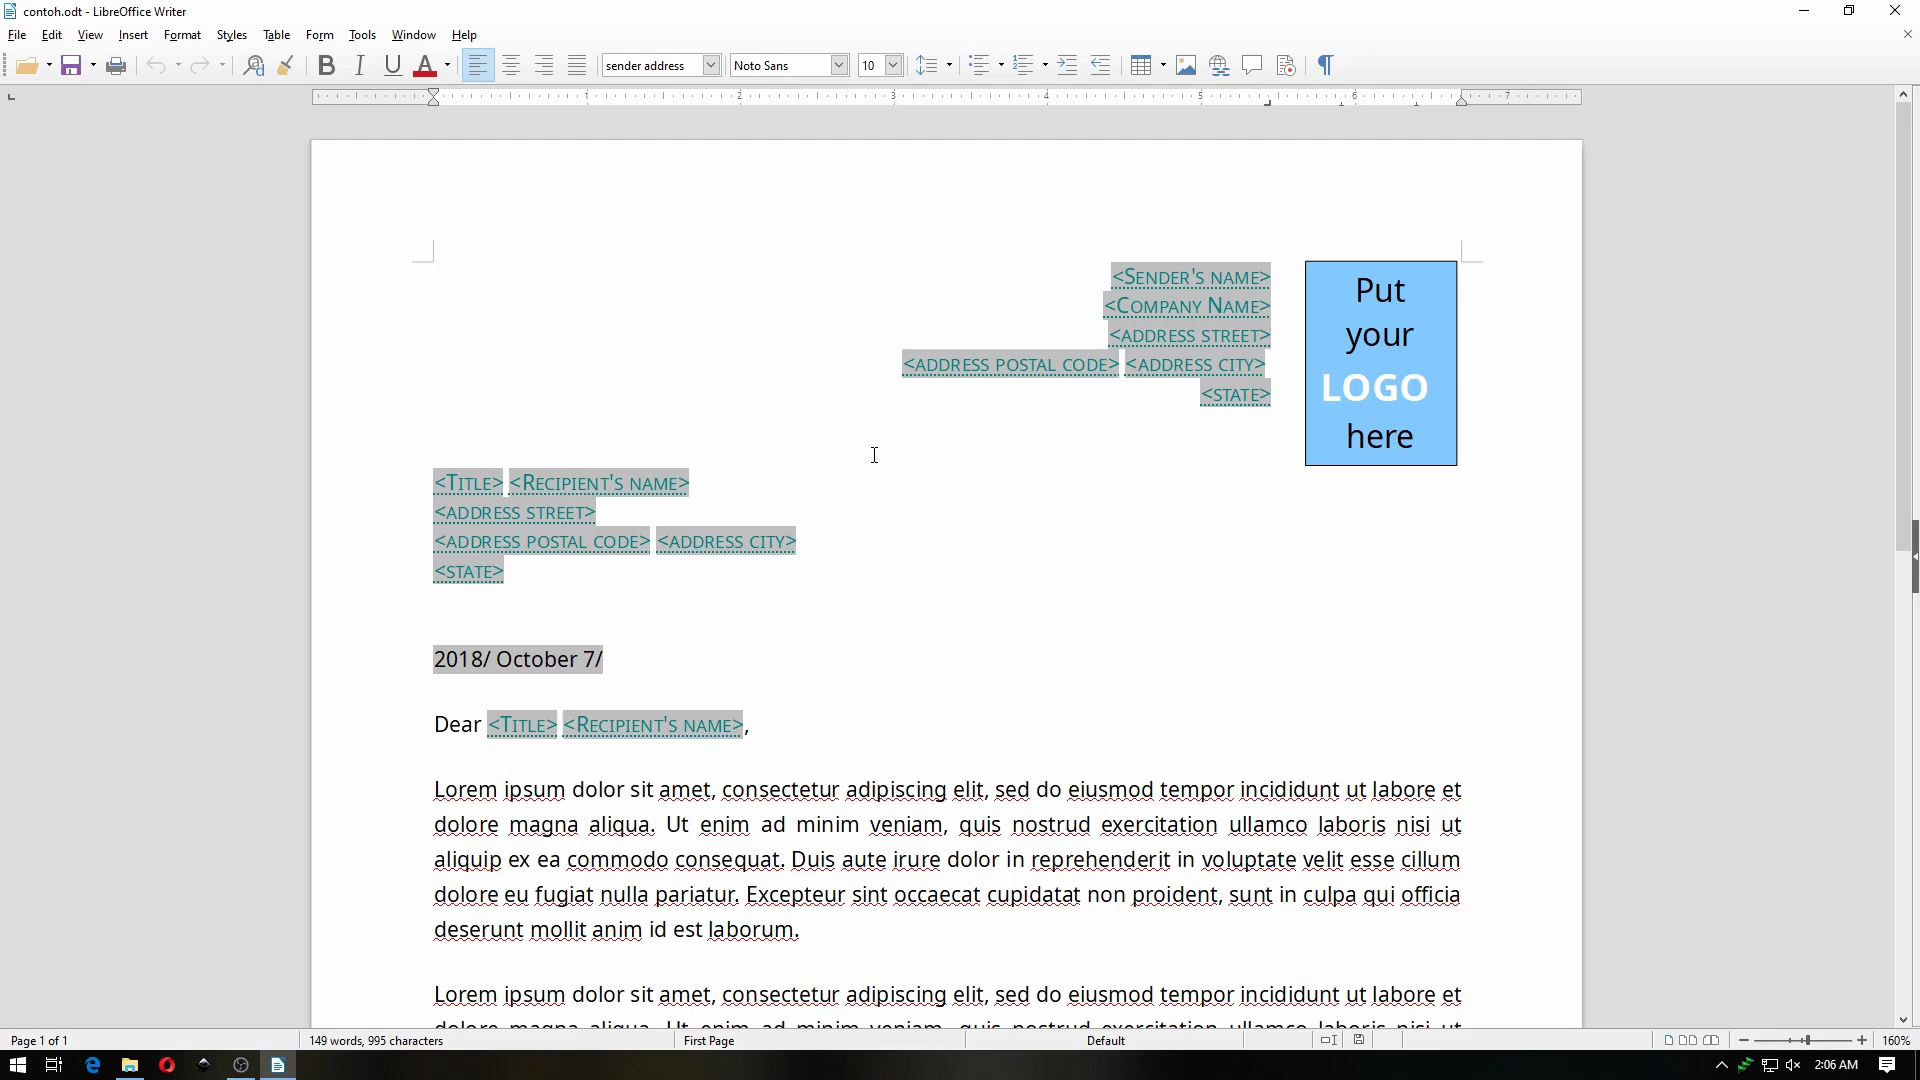 contoh.odt - LibreOffice Writer
File Edit View Insert Format Styles Table Form Tools Window Help
sender address Noto Sans 10
1 2 3 4 5 6 7
<Sender's name>
<Company Name>
<address street>
<address postal code> <address city>
<state>
Put
your
LOGO
here
<Title> <Recipient's name>
<address street>
<address postal code> <address city>
<state>
2018/ October 7/
Dear <Title> <Recipient's name>,
Lorem ipsum dolor sit amet, consectetur adipiscing elit, sed do eiusmod tempor incididunt ut labore et
dolore magna aliqua. Ut enim ad minim veniam, quis nostrud exercitation ullamco laboris nisi ut
aliquip ex ea commodo consequat. Duis aute irure dolor in reprehenderit in voluptate velit esse cillum
dolore eu fugiat nulla pariatur. Excepteur sint occaecat cupidatat non proident, sunt in culpa qui officia
deserunt mollit anim id est laborum.
Lorem ipsum dolor sit amet, consectetur adipiscing elit, sed do eiusmod tempor incididunt ut labore et
dolore magna aliqua. Ut enim ad minim veniam, quis nostrud exercitation ullamco laboris nisi ut
Page 1 of 1 149 words, 995 characters First Page Default 160%
2:06 AM